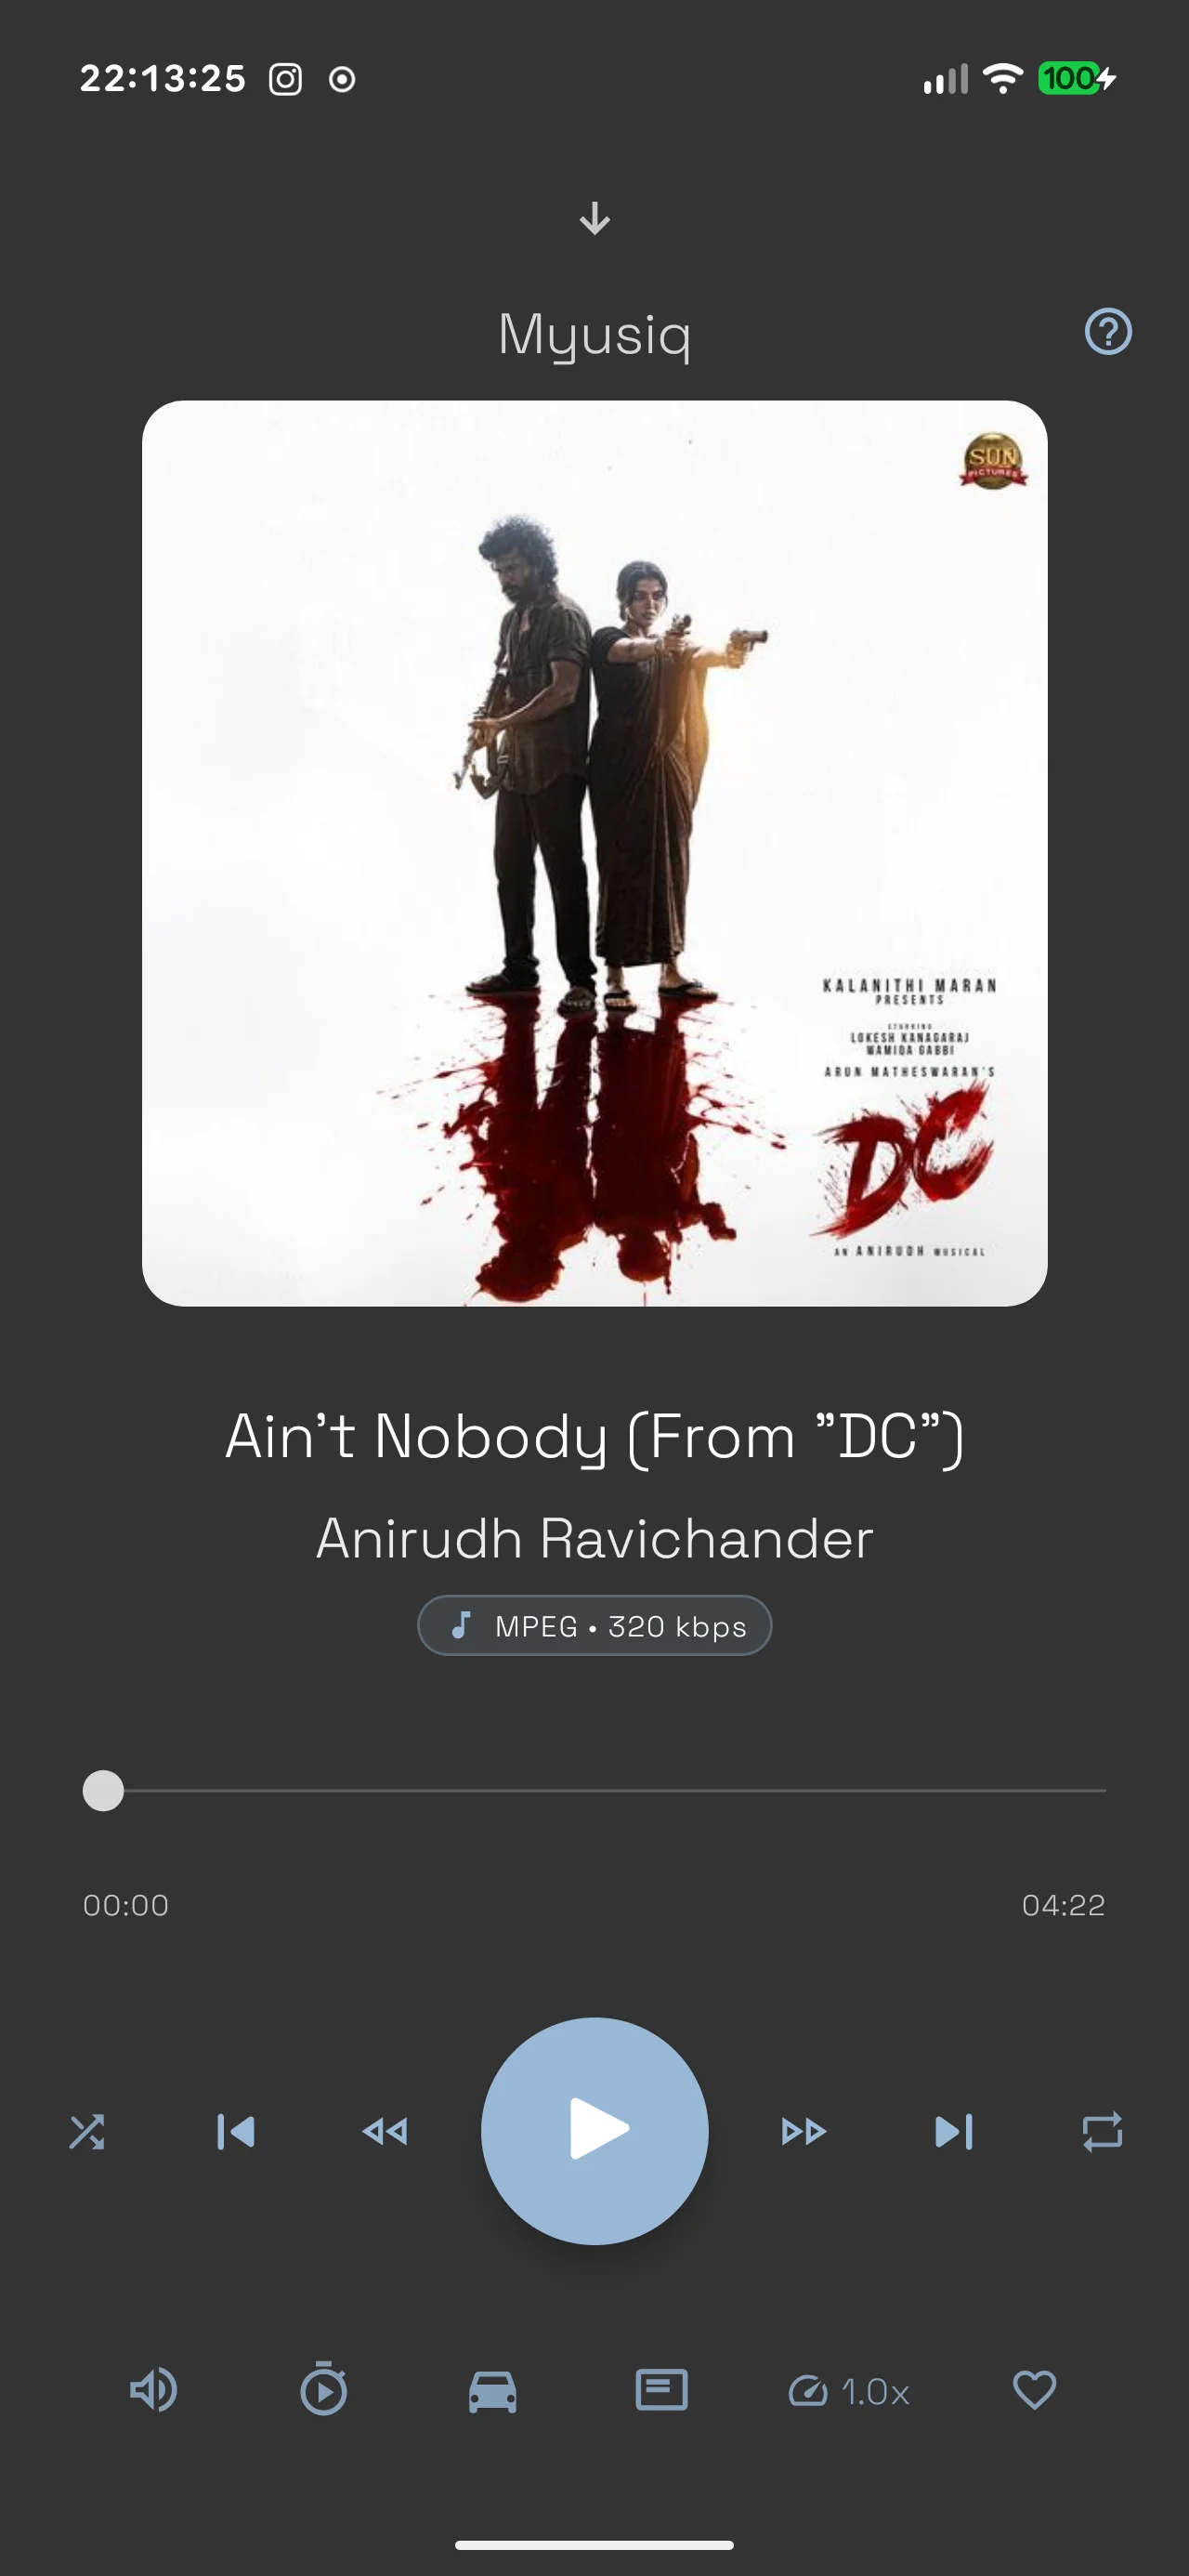 22:13:25
100
Myusiq
SUN
PICTURES
KALANITHI MARAN
PRESENTS
STARRING
LOKESH KANAGARAJ
WAMIQA GABBI
ARUN MATHESWARAN'S
DC
AN ANIRUDH MUSICAL
Ain't Nobody (From "DC")
Anirudh Ravichander
MPEG • 320 kbps
00:00
04:22
1.0x